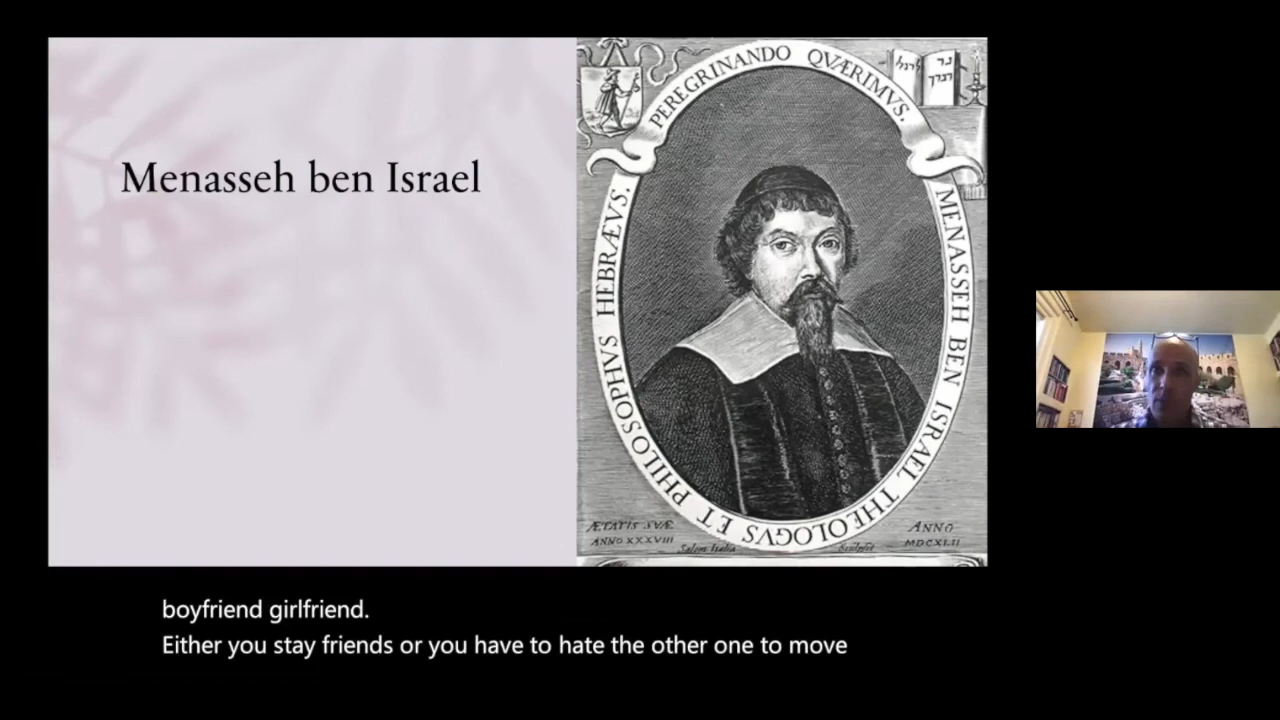 Menasseh ben Israel
PEREGRINANDO QVÆRIMVS.
MENASSEH BEN ISRAEL THEOLOGVS ET PHILOSOPHVS HEBRÆVS.
ÆTATIS SVÆ
ANNO XXXVIII
Salom Italia
Sculpsit
ANNO
MDCXLII
boyfriend girlfriend.
Either you stay friends or you have to hate the other one to move